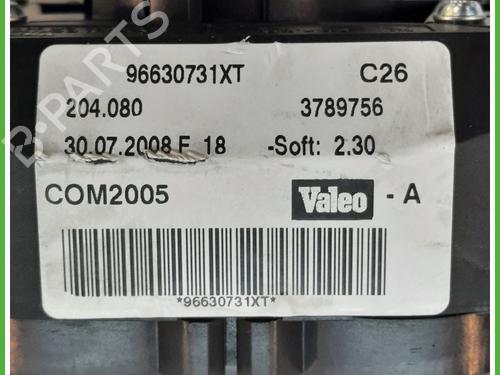 96630731XT C26
204.080 3789756
30.07.2008 F 18 -Soft: 2.30
COM2005 Valeo - A
*96630731XT*
B-PARTS